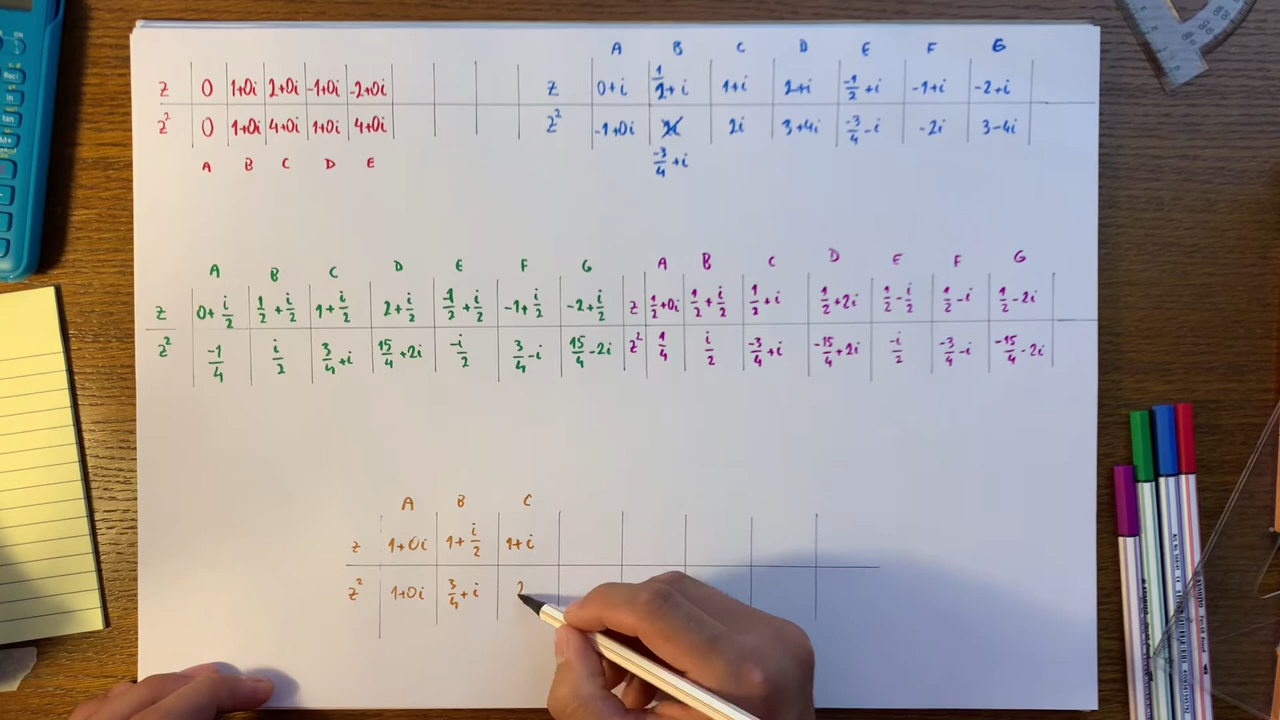 A B C D E F G
z 0 1+0i 2+0i -1+0i -2+0i
z² 0 1+0i 4+0i 1+0i 4+0i
A B C D E
z 0+i 1/2+i 1+i 2+i -1/2+i -1+i -2+i
z² -1+0i 2i 2i 3+4i -3/4-i -2i 3-4i
-3/4+i
A B C D E F G
z 0+i/2 1/2+i/2 1+i/2 2+i/2 -1/2+i/2 -1+i/2 -2+i/2
z² -1/4 i/2 3/4+i 15/4+2i -i/2 3/4-i 15/4-2i
A B C D E F G
z 1/2+0i 1/2+i/2 1/2+i 1/2+2i 1/2-i/2 1/2-i 1/2-2i
z² 1/4 i/2 -3/4+i -15/4+2i -i/2 -3/4-i -15/4-2i
A B C
z 1+0i 1+i/2 1+i
z² 1+0i 3/4+i 2
Rcl
in
tan
M+